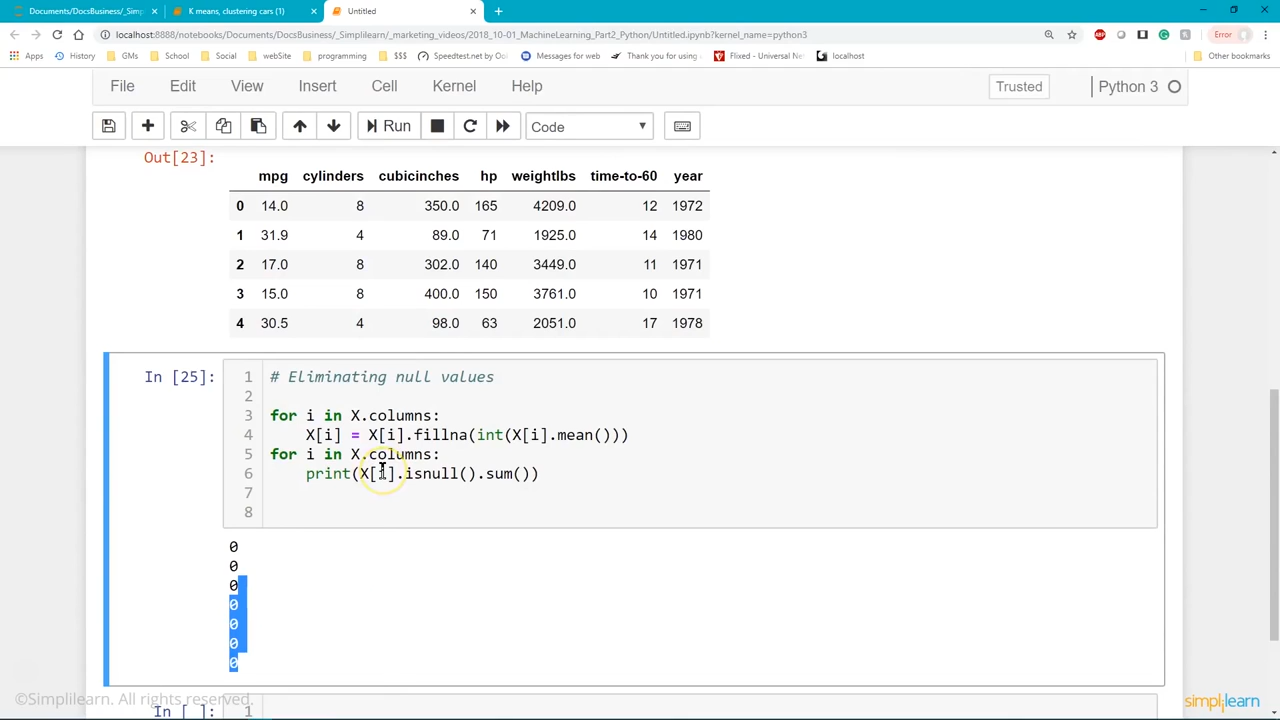 Documents/DocsBusiness/_Simpl
K means, clustering cars (1)
Untitled
localhost:8888/notebooks/Documents/DocsBusiness/_Simplilearn/_marketing_videos/2018_10-01_MachineLearning_Part2_Python/Untitled.ipynb?kernel_name=python3
Error
Apps History GMs School Social webSite programming $$$ Speedtest.net by Ool Messages for web Thank you for using Flixed - Universal Ne localhost Other bookmarks
File Edit View Insert Cell Kernel Help Trusted Python 3
Run Code
Out[23]:
mpg cylinders cubicinches hp weightlbs time-to-60 year
0 14.0 8 350.0 165 4209.0 12 1972
1 31.9 4 89.0 71 1925.0 14 1980
2 17.0 8 302.0 140 3449.0 11 1971
3 15.0 8 400.0 150 3761.0 10 1971
4 30.5 4 98.0 63 2051.0 17 1978
In [25]: 1 # Eliminating null values
2
3 for i in X.columns:
4 X[i] = X[i].fillna(int(X[i].mean()))
5 for i in X.columns:
6 print(X[i].isnull().sum())
7
8
0
0
0
0
0
0
0
©Simplilearn. All rights reserved.
simplilearn
In [ ]: 1